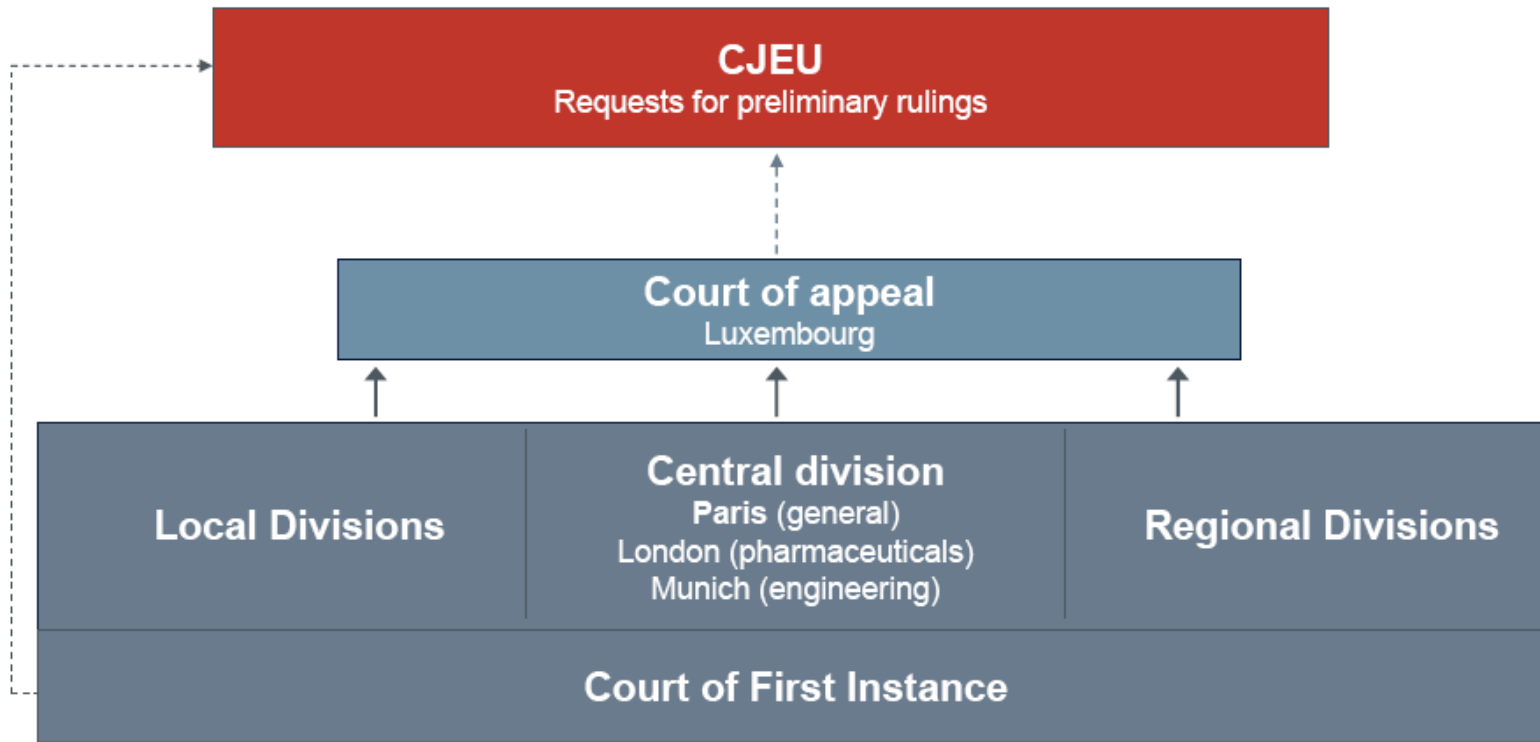 CJEU
Requests for preliminary rulings
Court of appeal
Luxembourg
Local Divisions
Central division
Paris (general)
London (pharmaceuticals)
Munich (engineering)
Regional Divisions
Court of First Instance